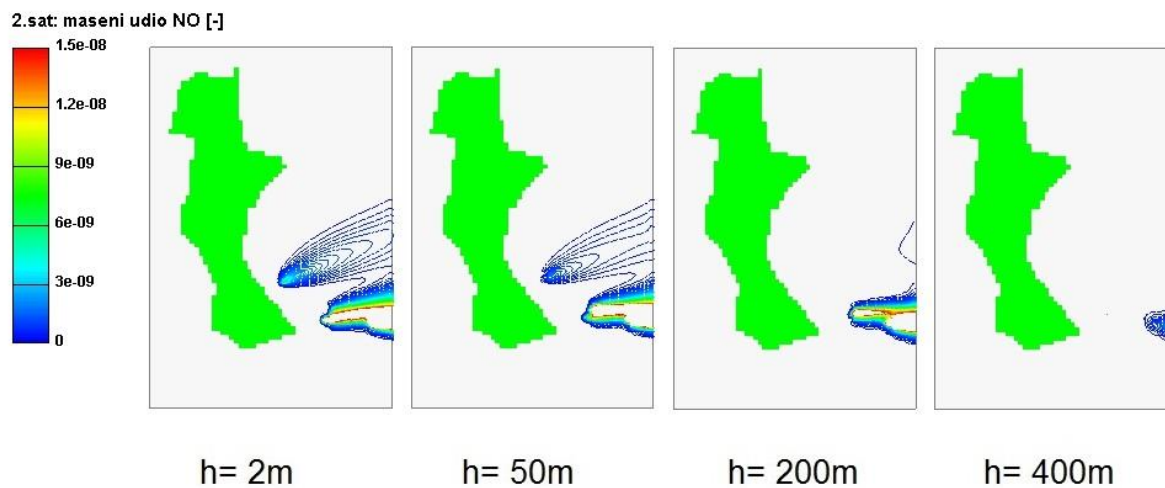 2.sat: maseni udio NO [-]
1.5e-08
1.2e-08
9e-09
6e-09
3e-09
0
h= 2m
h= 50m
h= 200m
h= 400m